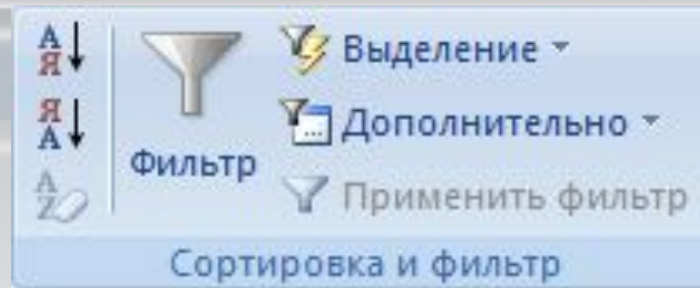 А
Я
Выделение
Я
А
Дополнительно
Фильтр
A
Z
Применить фильтр
Сортировка и фильтр